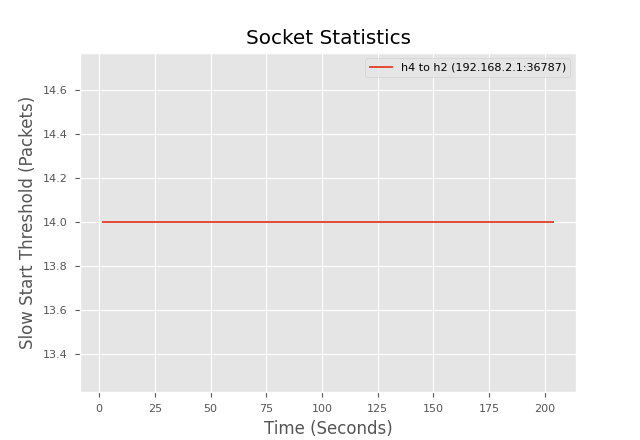 Socket Statistics
h4 to h2 (192.168.2.1:36787)
Slow Start Threshold (Packets)
14.6
14.4
14.2
14.0
13.8
13.6
13.4
0 25 50 75 100 125 150 175 200
Time (Seconds)